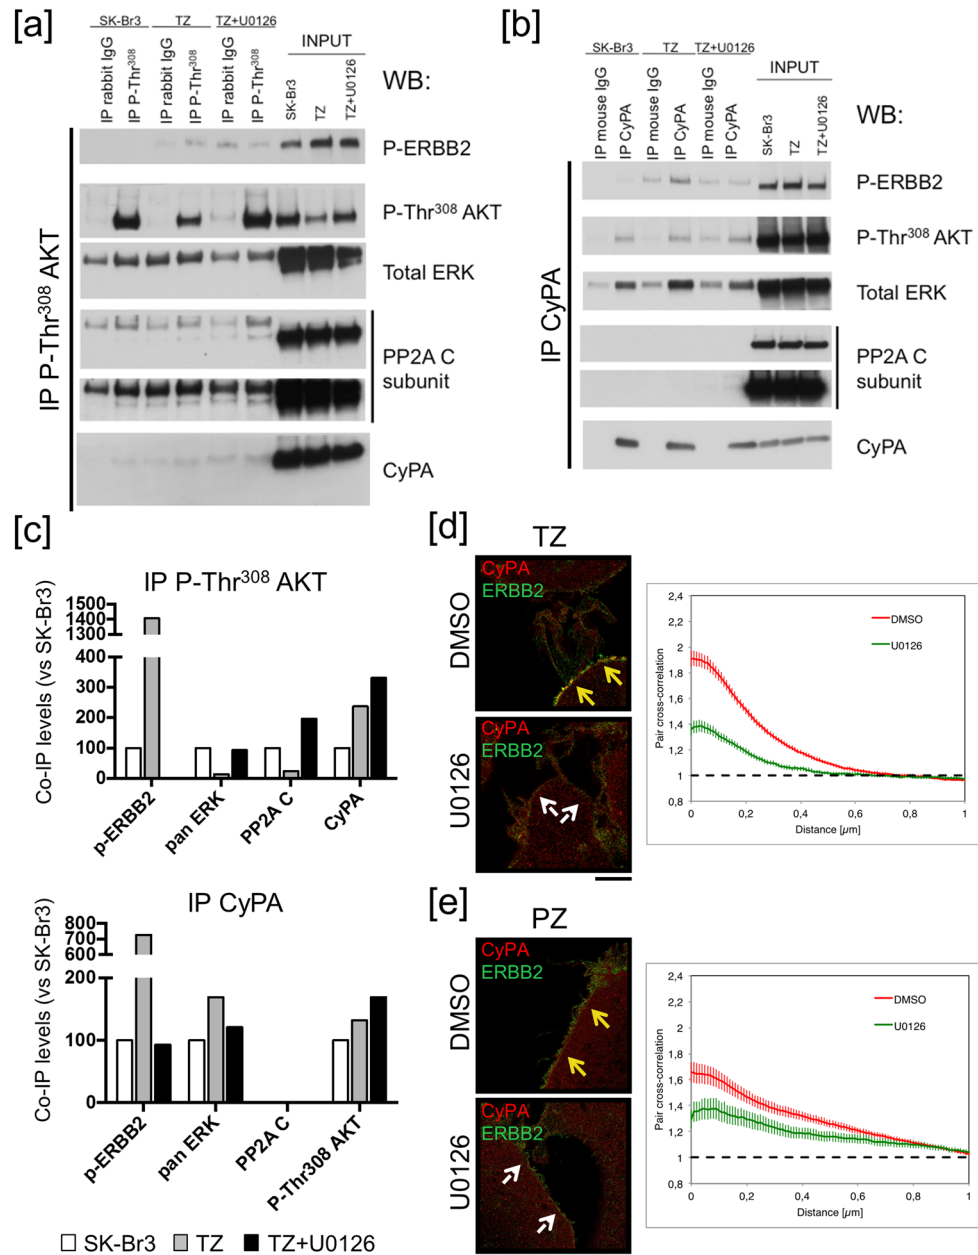 [a]
SK-Br3 TZ TZ+U0126
IP rabbit IgG
IP P-Thr308
IP rabbit IgG
IP P-Thr308
IP rabbit IgG
IP P-Thr308
INPUT
SK-Br3
TZ
TZ+U0126
WB:
IP P-Thr308 AKT
P-ERBB2
P-Thr308 AKT
Total ERK
PP2A C
subunit
CyPA
[b]
SK-Br3 TZ TZ+U0126
IP mouse IgG
IP CyPA
IP mouse IgG
IP CyPA
IP mouse IgG
IP CyPA
INPUT
SK-Br3
TZ
TZ+U0126
WB:
IP CyPA
P-ERBB2
P-Thr308 AKT
Total ERK
PP2A C
subunit
CyPA
[c]
IP P-Thr308 AKT
Co-IP levels (vs SK-Br3)
1500
1400
1300
400
300
200
100
0
p-ERBB2
pan ERK
PP2A C
CyPA
IP CyPA
Co-IP levels (vs SK-Br3)
800
700
600
200
100
0
p-ERBB2
pan ERK
PP2A C
P-Thr308 AKT
SK-Br3 TZ TZ+U0126
[d]
TZ
DMSO
CyPA
ERBB2
U0126
CyPA
ERBB2
Pair cross-correlation
2,4
2,2
2
1,8
1,6
1,4
1,2
1
0,8
0 0,2 0,4 0,6 0,8 1
Distance [µm]
DMSO
U0126
[e]
PZ
DMSO
CyPA
ERBB2
U0126
CyPA
ERBB2
Pair cross-correlation
2,4
2,2
2
1,8
1,6
1,4
1,2
1
0,8
0 0,2 0,4 0,6 0,8 1
Distance [µm]
DMSO
U0126